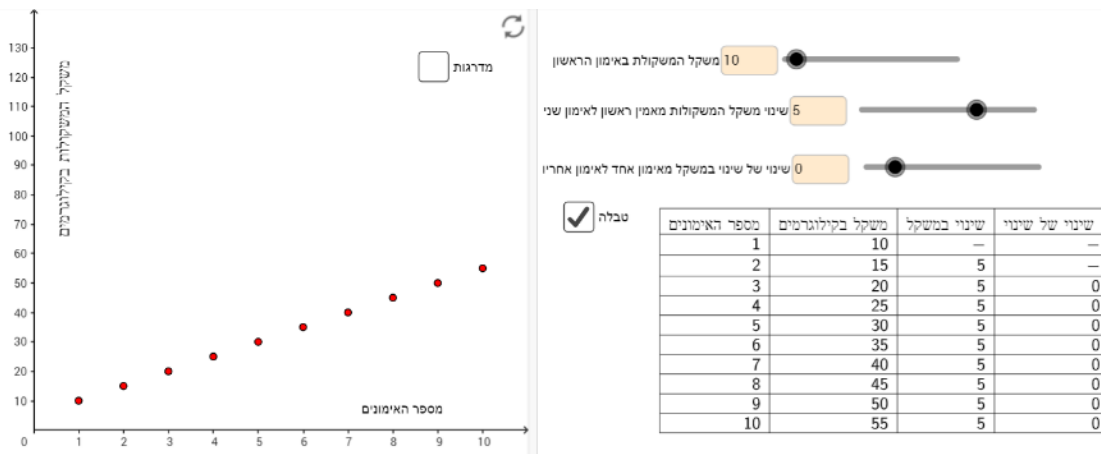 משקל המשקולות בקילוגרמים
130
120
110
100
90
80
70
60
50
40
30
20
10
0 1 2 3 4 5 6 7 8 9 10
מדרגות
מספר האימונים
משקל המשקולת באימון הראשון 10
שינוי משקל המשקולות מאמין ראשון לאימון שני 5
שינוי של שינוי במשקל מאימון אחד לאימון אחריו 0
טבלה
מספר האימונים משקל בקילוגרמים שינוי במשקל שינוי של שינוי
1 10 – –
2 15 5 –
3 20 5 0
4 25 5 0
5 30 5 0
6 35 5 0
7 40 5 0
8 45 5 0
9 50 5 0
10 55 5 0